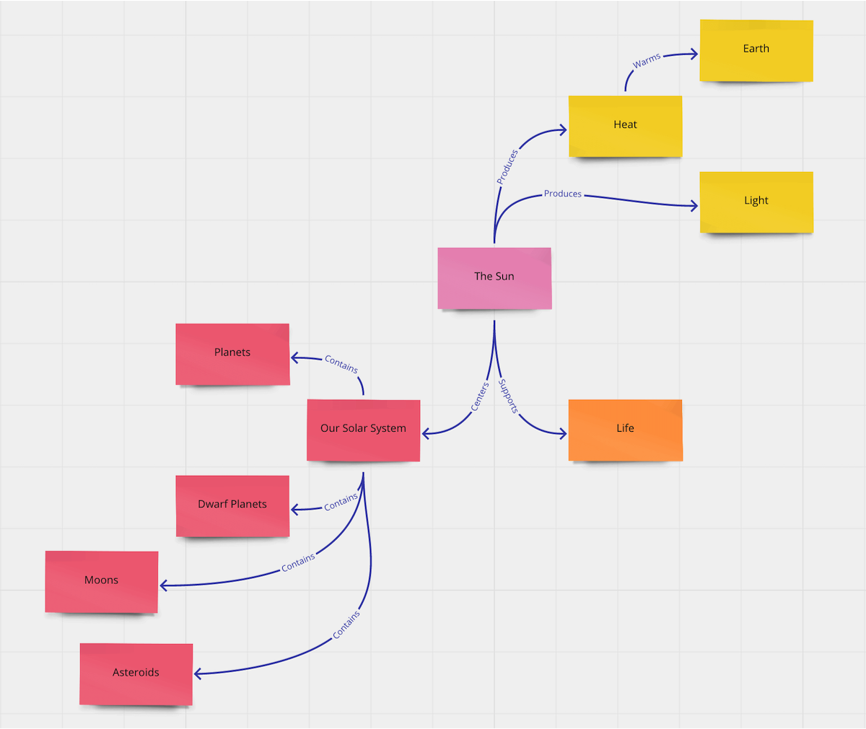 Earth
Warms
Heat
Produces
Produces
Light
The Sun
Planets
Contains
Centers
Supports
Our Solar System
Life
Dwarf Planets
Contains
Moons
Contains
Contains
Asteroids